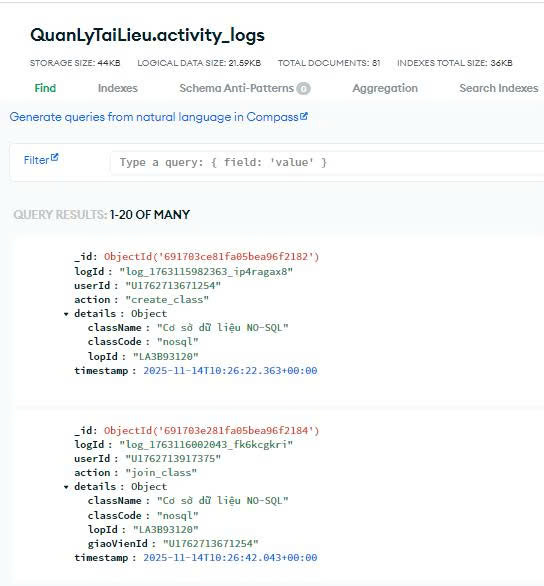 QuanLyTaiLieu.activity_logs
STORAGE SIZE: 44KB LOGICAL DATA SIZE: 21.59KB TOTAL DOCUMENTS: 81 INDEXES TOTAL SIZE: 36KB
Find Indexes Schema Anti-Patterns 0 Aggregation Search Indexes
Generate queries from natural language in Compass
Filter Type a query: { field: 'value' }
QUERY RESULTS: 1-20 OF MANY
_id: ObjectId('691703ce81fa05bea96f2182')
logId : "log_1763115982363_ip4ragax8"
userId : "U1762713671254"
action : "create_class"
details : Object
className : "Cơ sở dữ liệu NO-SQL"
classCode : "nosql"
lopId : "LA3B93120"
timestamp : 2025-11-14T10:26:22.363+00:00
_id: ObjectId('691703e281fa05bea96f2184')
logId : "log_1763116002043_fk6kcgkri"
userId : "U1762713917375"
action : "join_class"
details : Object
className : "Cơ sở dữ liệu NO-SQL"
classCode : "nosql"
lopId : "LA3B93120"
giaoVienId : "U1762713671254"
timestamp : 2025-11-14T10:26:42.043+00:00